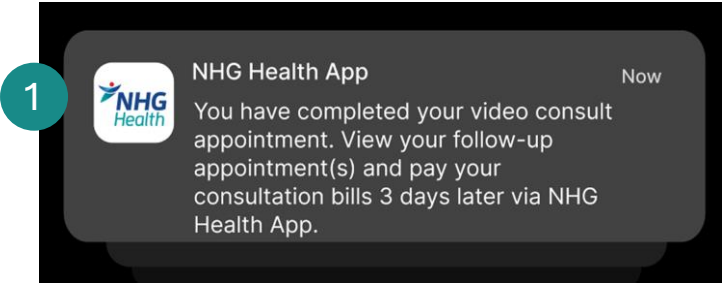 1
NHG
Health
NHG Health App
Now
You have completed your video consult
appointment. View your follow-up
appointment(s) and pay your
consultation bills 3 days later via NHG
Health App.